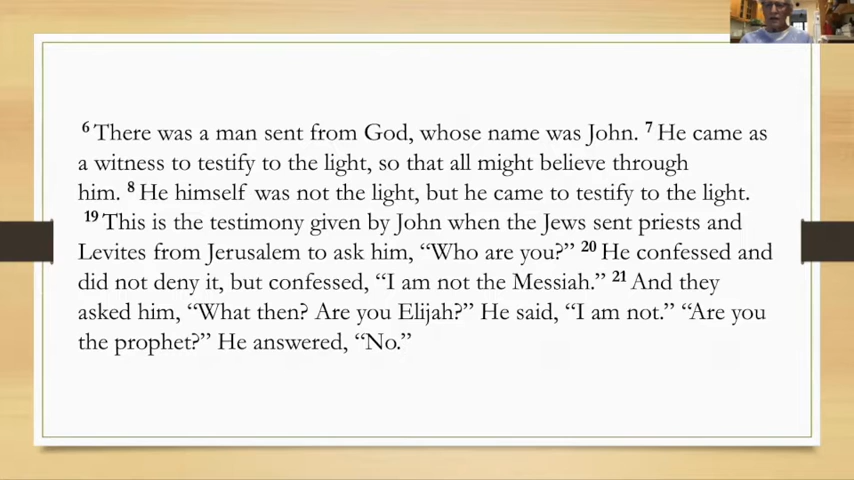 ⁶ There was a man sent from God, whose name was John. ⁷ He came as
a witness to testify to the light, so that all might believe through
him. ⁸ He himself was not the light, but he came to testify to the light.
¹⁹ This is the testimony given by John when the Jews sent priests and
Levites from Jerusalem to ask him, “Who are you?” ²⁰ He confessed and
did not deny it, but confessed, “I am not the Messiah.” ²¹ And they
asked him, “What then? Are you Elijah?” He said, “I am not.” “Are you
the prophet?” He answered, “No.”